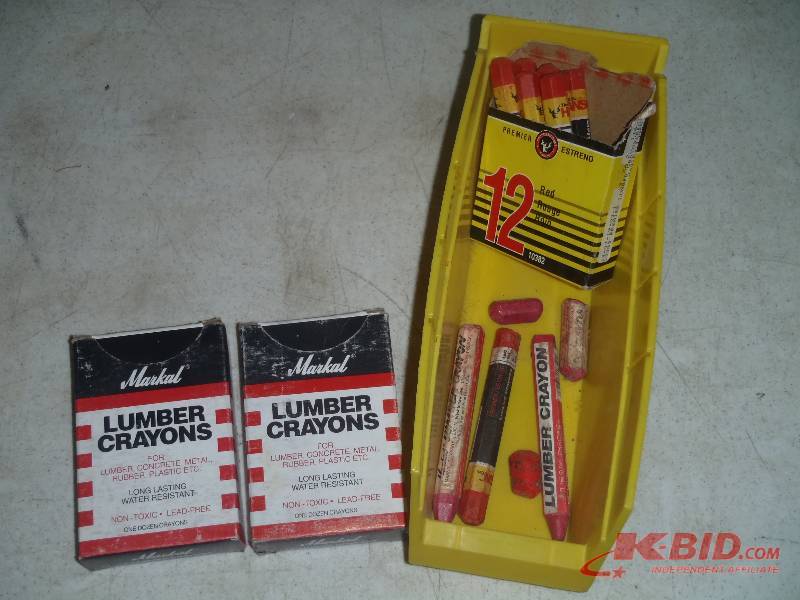 Markal
LUMBER
CRAYONS
FOR
LUMBER, CONCRETE, METAL,
RUBBER, PLASTIC ETC.
LONG LASTING
WATER RESISTANT
NON-TOXIC • LEAD-FREE
ONE DOZEN CRAYONS
Markal
LUMBER
CRAYONS
FOR
LUMBER, CONCRETE, METAL,
RUBBER, PLASTIC ETC.
LONG LASTING
WATER RESISTANT
NON-TOXIC • LEAD-FREE
ONE DOZEN CRAYONS
PREMIER
ESTREND
12
Red
Rouge
10382
LUMBER CRAYON
K-BID.COM
INDEPENDENT AFFILIATE